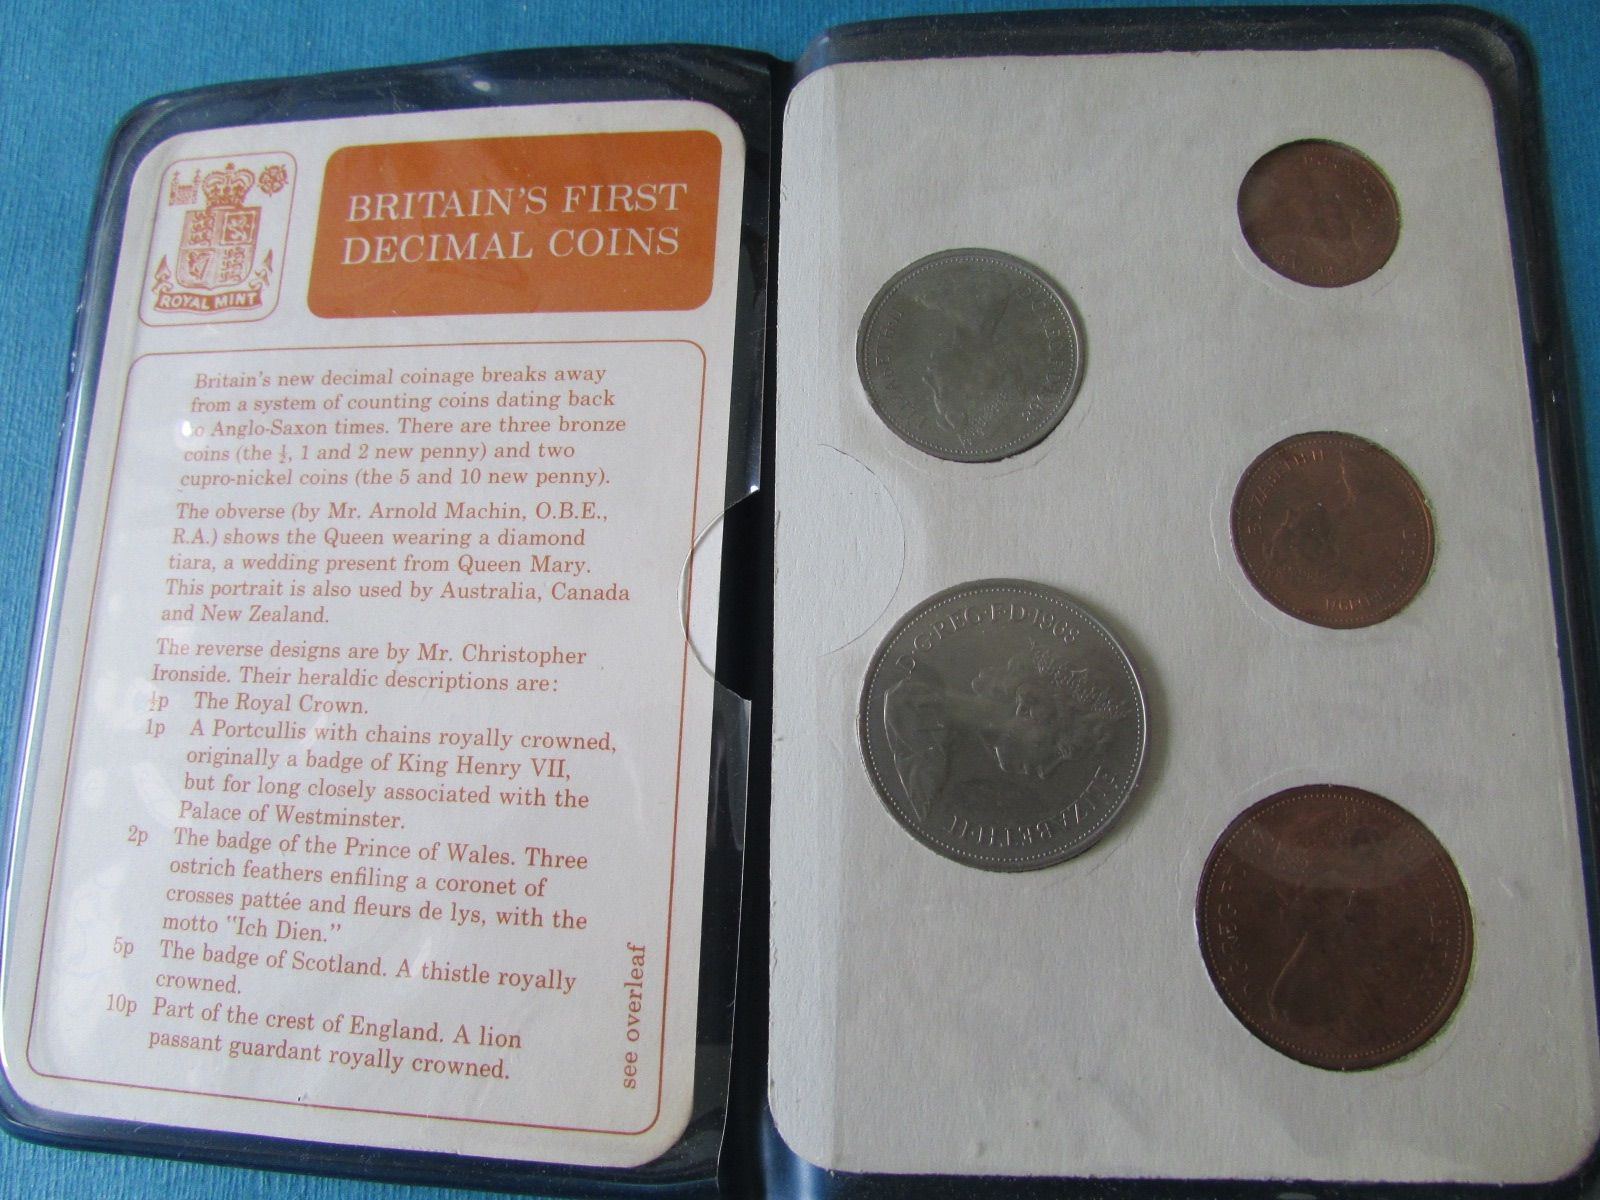 ROYAL MINT
BRITAIN'S FIRST
DECIMAL COINS
Britain's new decimal coinage breaks away
from a system of counting coins dating back
to Anglo-Saxon times. There are three bronze
coins (the ½, 1 and 2 new penny) and two
cupro-nickel coins (the 5 and 10 new penny).
The obverse (by Mr. Arnold Machin, O.B.E.,
R.A.) shows the Queen wearing a diamond
tiara, a wedding present from Queen Mary.
This portrait is also used by Australia, Canada
and New Zealand.
The reverse designs are by Mr. Christopher
Ironside. Their heraldic descriptions are:
½p The Royal Crown.
1p A Portcullis with chains royally crowned,
originally a badge of King Henry VII,
but for long closely associated with the
Palace of Westminster.
2p The badge of the Prince of Wales. Three
ostrich feathers enfiling a coronet of
crosses pattée and fleurs de lys, with the
motto "Ich Dien."
5p The badge of Scotland. A thistle royally
crowned.
10p Part of the crest of England. A lion
passant guardant royally crowned.
see overleaf
D·G·REG·F·D·1968
ELIZABETH·II
ELIZABETH·II